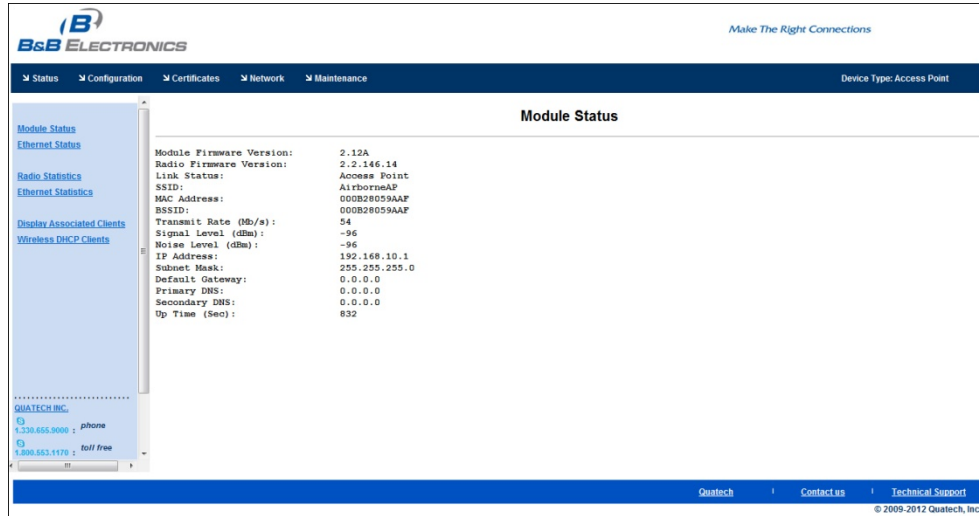 B&B ELECTRONICS
Make The Right Connections
Status Configuration Certificates Network Maintenance Device Type: Access Point
Module Status
Ethernet Status
Radio Statistics
Ethernet Statistics
Display Associated Clients
Wireless DHCP Clients
QUATECH INC.
1.330.655.9000 : phone
1.800.553.1170 : toll free
Module Status
Module Firmware Version: 2.12A
Radio Firmware Version: 2.2.146.14
Link Status: Access Point
SSID: AirborneAP
MAC Address: 000B28059AAF
BSSID: 000B28059AAF
Transmit Rate (Mb/s): 54
Signal Level (dBm): -96
Noise Level (dBm): -96
IP Address: 192.168.10.1
Subnet Mask: 255.255.255.0
Default Gateway: 0.0.0.0
Primary DNS: 0.0.0.0
Secondary DNS: 0.0.0.0
Up Time (Sec): 832
Quatech | Contact us | Technical Support
© 2009-2012 Quatech, Inc